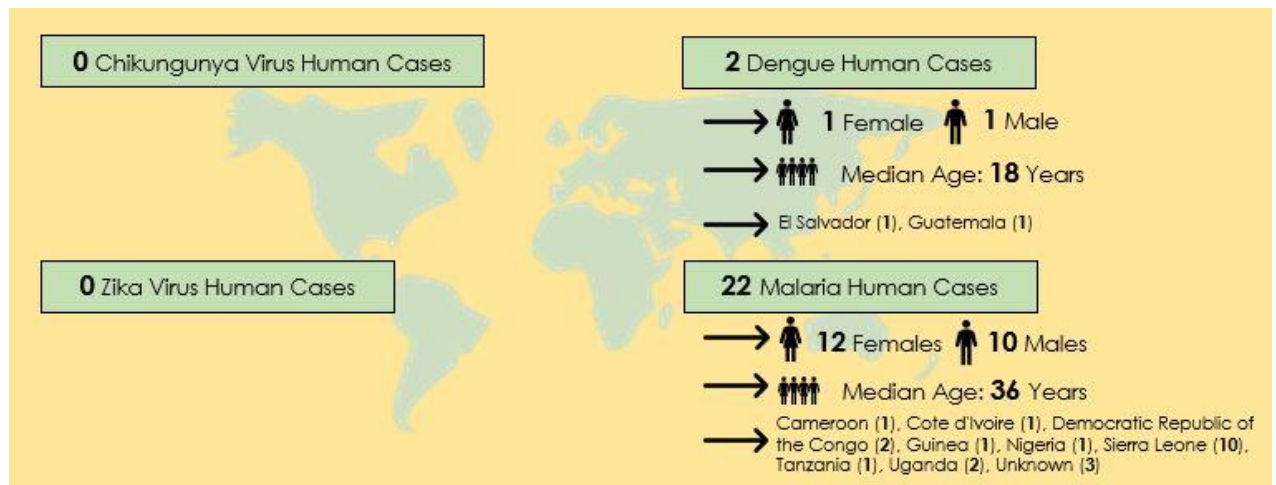 0 Chikungunya Virus Human Cases
0 Zika Virus Human Cases
2 Dengue Human Cases
1 Female 1 Male
Median Age: 18 Years
El Salvador (1), Guatemala (1)
22 Malaria Human Cases
12 Females 10 Males
Median Age: 36 Years
Cameroon (1), Cote d'Ivoire (1), Democratic Republic of
the Congo (2), Guinea (1), Nigeria (1), Sierra Leone (10),
Tanzania (1), Uganda (2), Unknown (3)